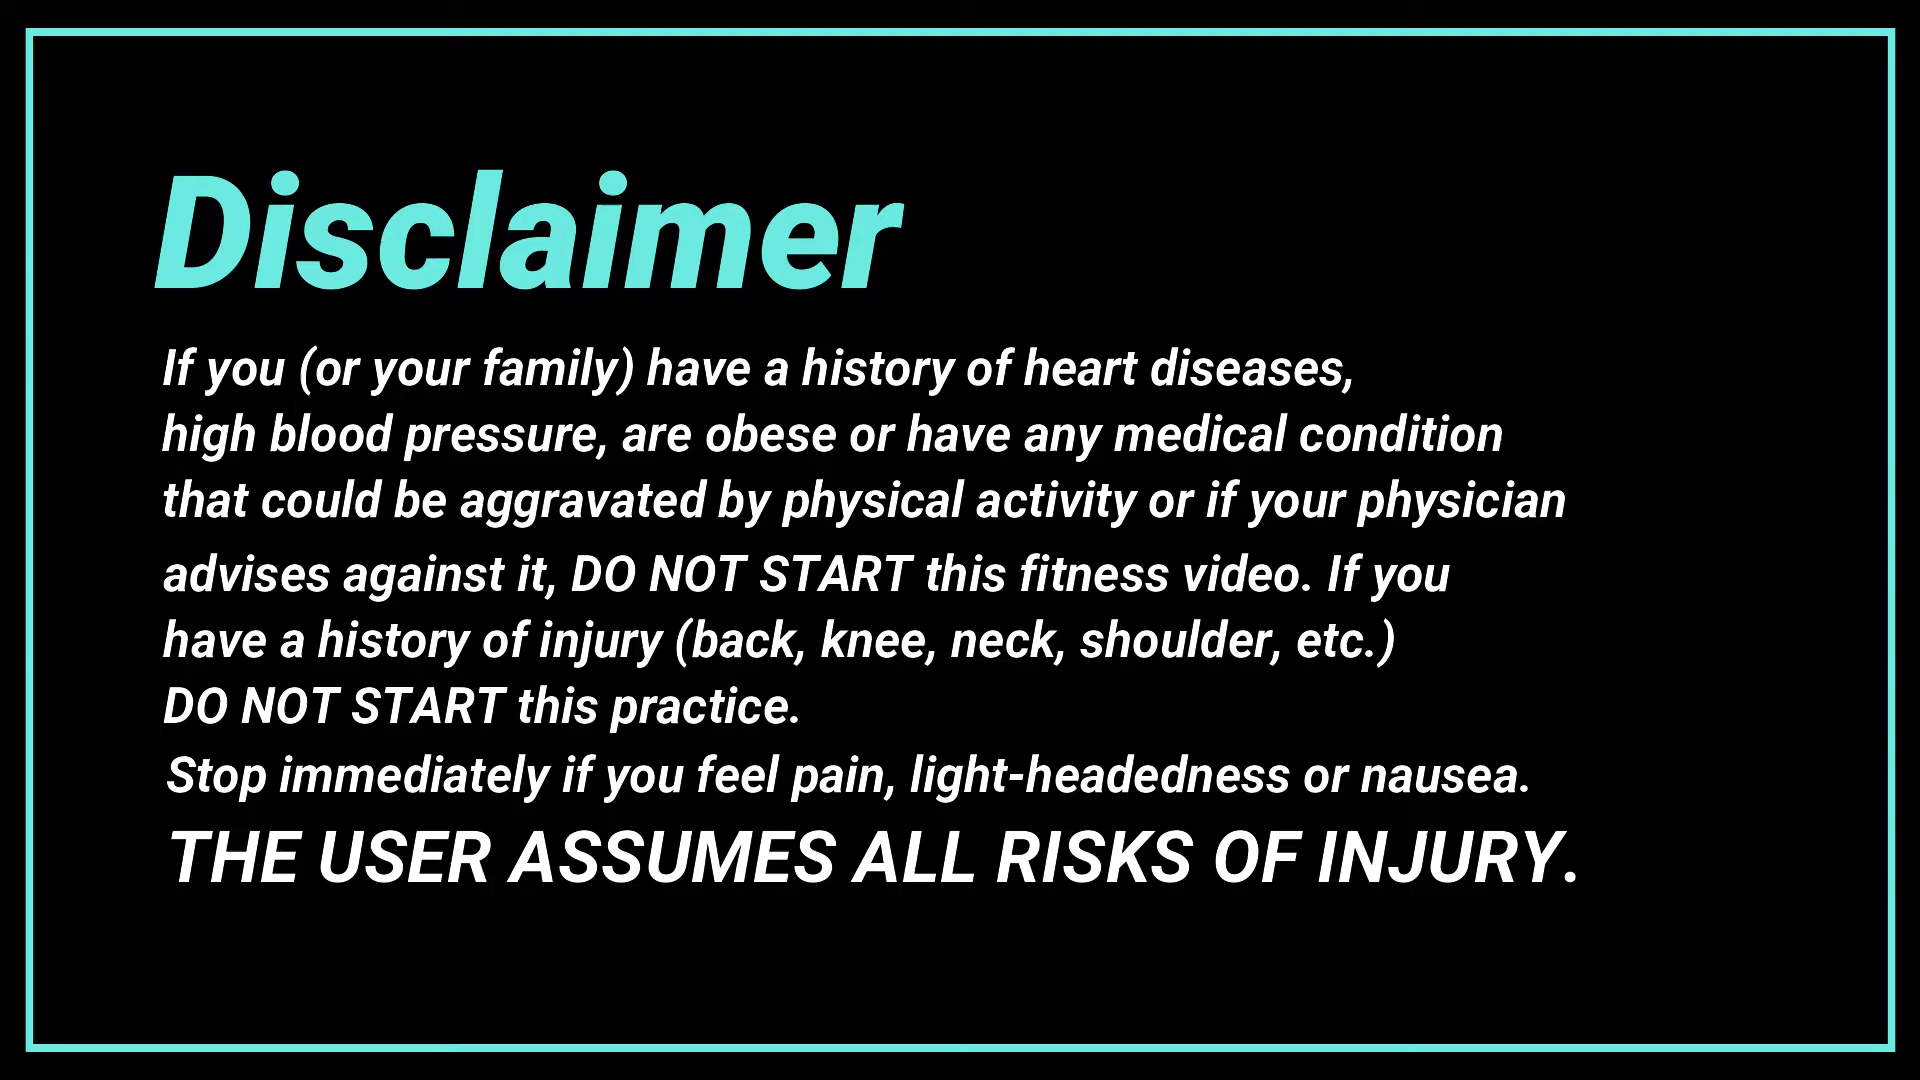 Disclaimer
If you (or your family) have a history of heart diseases,
high blood pressure, are obese or have any medical condition
that could be aggravated by physical activity or if your physician
advises against it, DO NOT START this fitness video. If you
have a history of injury (back, knee, neck, shoulder, etc.)
DO NOT START this practice.
Stop immediately if you feel pain, light-headedness or nausea.
THE USER ASSUMES ALL RISKS OF INJURY.